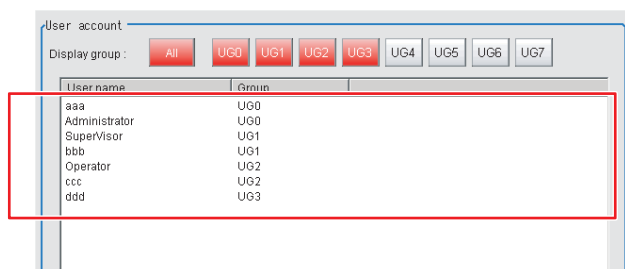 User account
Display group : All UG0 UG1 UG2 UG3 UG4 UG5 UG6 UG7
User name Group
aaa UG0
Administrator UG0
SuperVisor UG1
bbb UG1
Operator UG2
ccc UG2
ddd UG3